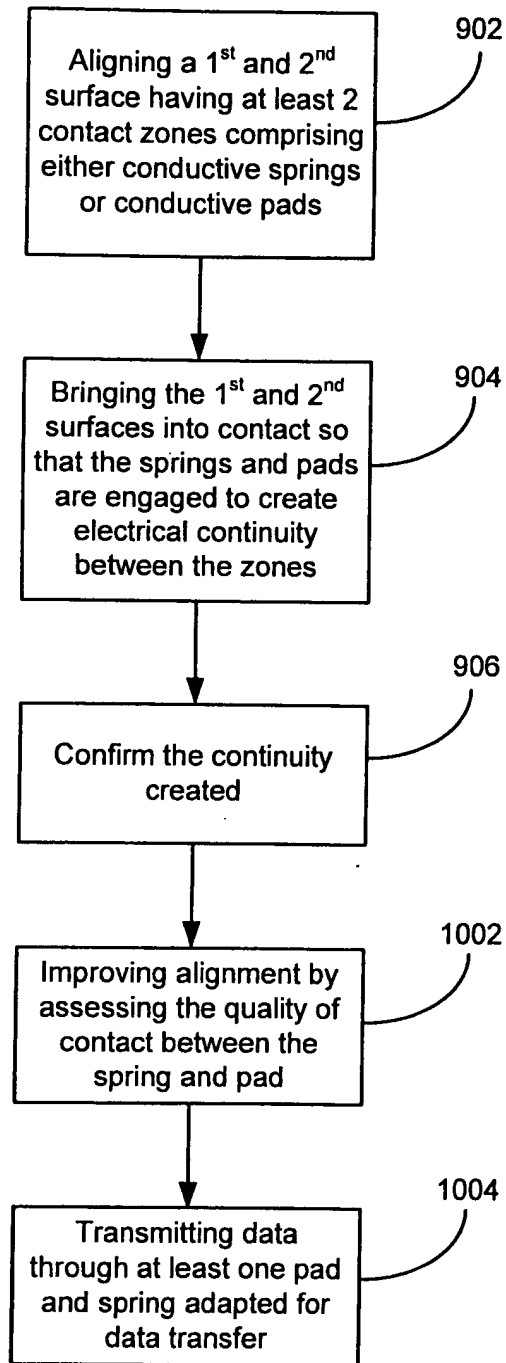 902
Aligning a 1st and 2nd
surface having at least 2
contact zones comprising
either conductive springs
or conductive pads
904
Bringing the 1st and 2nd
surfaces into contact so
that the springs and pads
are engaged to create
electrical continuity
between the zones
906
Confirm the continuity
created
1002
Improving alignment by
assessing the quality of
contact between the
spring and pad
1004
Transmitting data
through at least one pad
and spring adapted for
data transfer